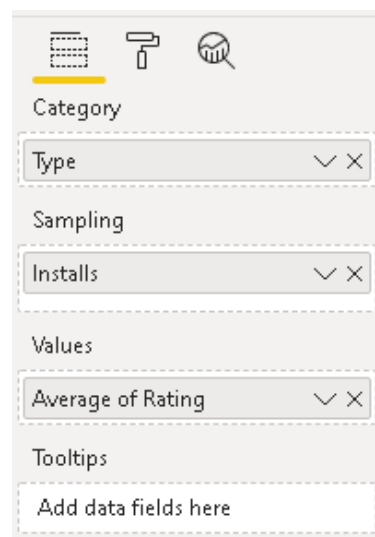 Category
Type
Sampling
Installs
Values
Average of Rating
Tooltips
Add data fields here